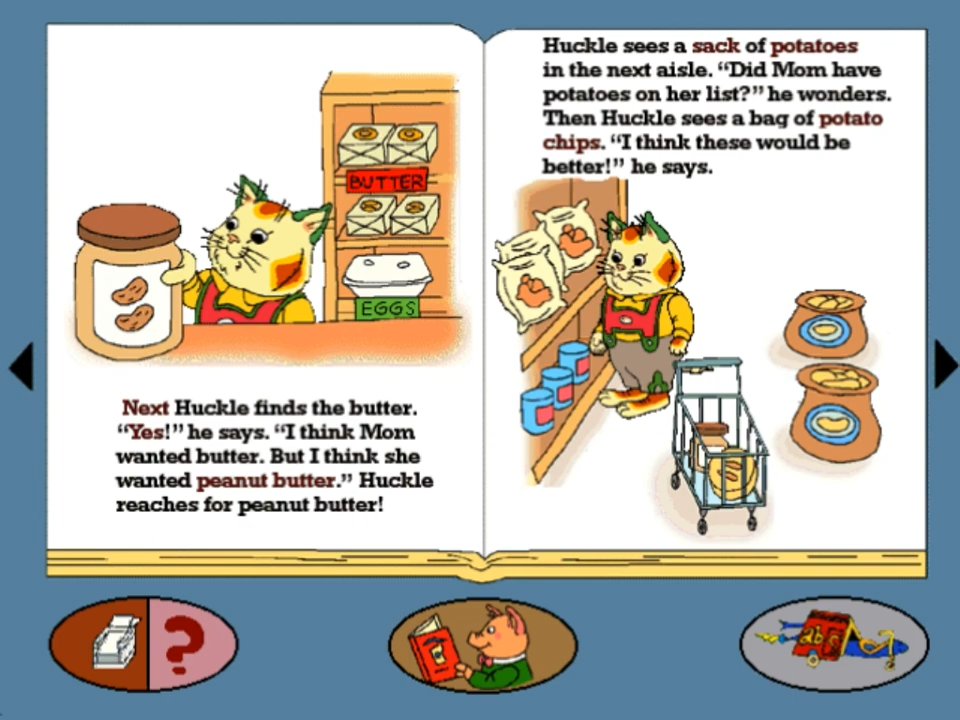 BUTTER
EGGS
Next Huckle finds the butter.
“Yes!” he says. “I think Mom
wanted butter. But I think she
wanted peanut butter.” Huckle
reaches for peanut butter!
Huckle sees a sack of potatoes
in the next aisle. “Did Mom have
potatoes on her list?” he wonders.
Then Huckle sees a bag of potato
chips. “I think these would be
better!” he says.
?
abs